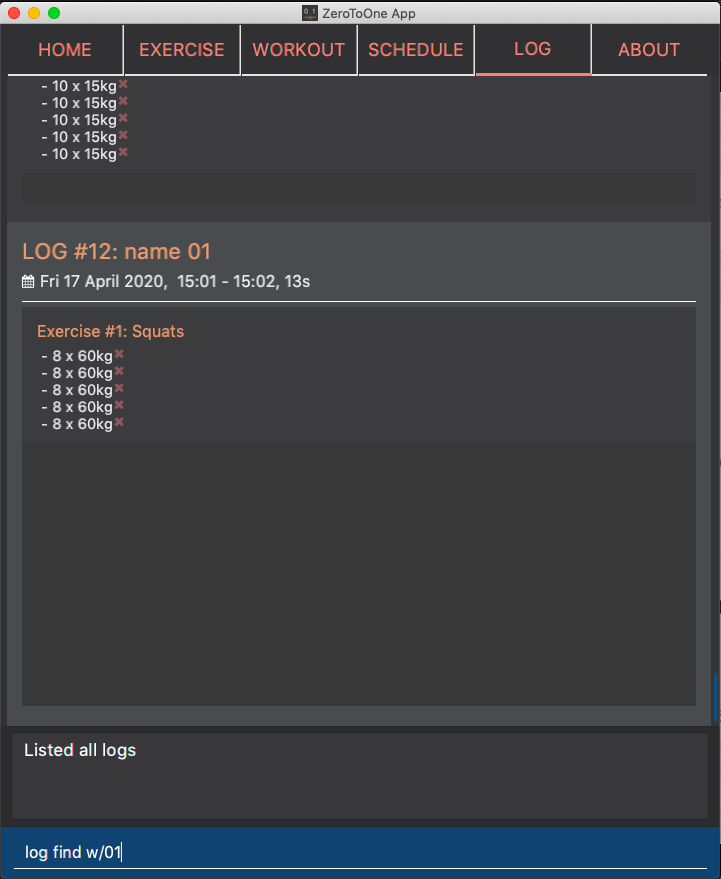 ZeroToOne App
HOME EXERCISE WORKOUT SCHEDULE LOG ABOUT
- 10 x 15kg✖
- 10 x 15kg✖
- 10 x 15kg✖
- 10 x 15kg✖
- 10 x 15kg✖
LOG #12: name 01
Fri 17 April 2020,  15:01 - 15:02, 13s
Exercise #1: Squats
- 8 x 60kg✖
- 8 x 60kg✖
- 8 x 60kg✖
- 8 x 60kg✖
- 8 x 60kg✖
Listed all logs
log find w/01